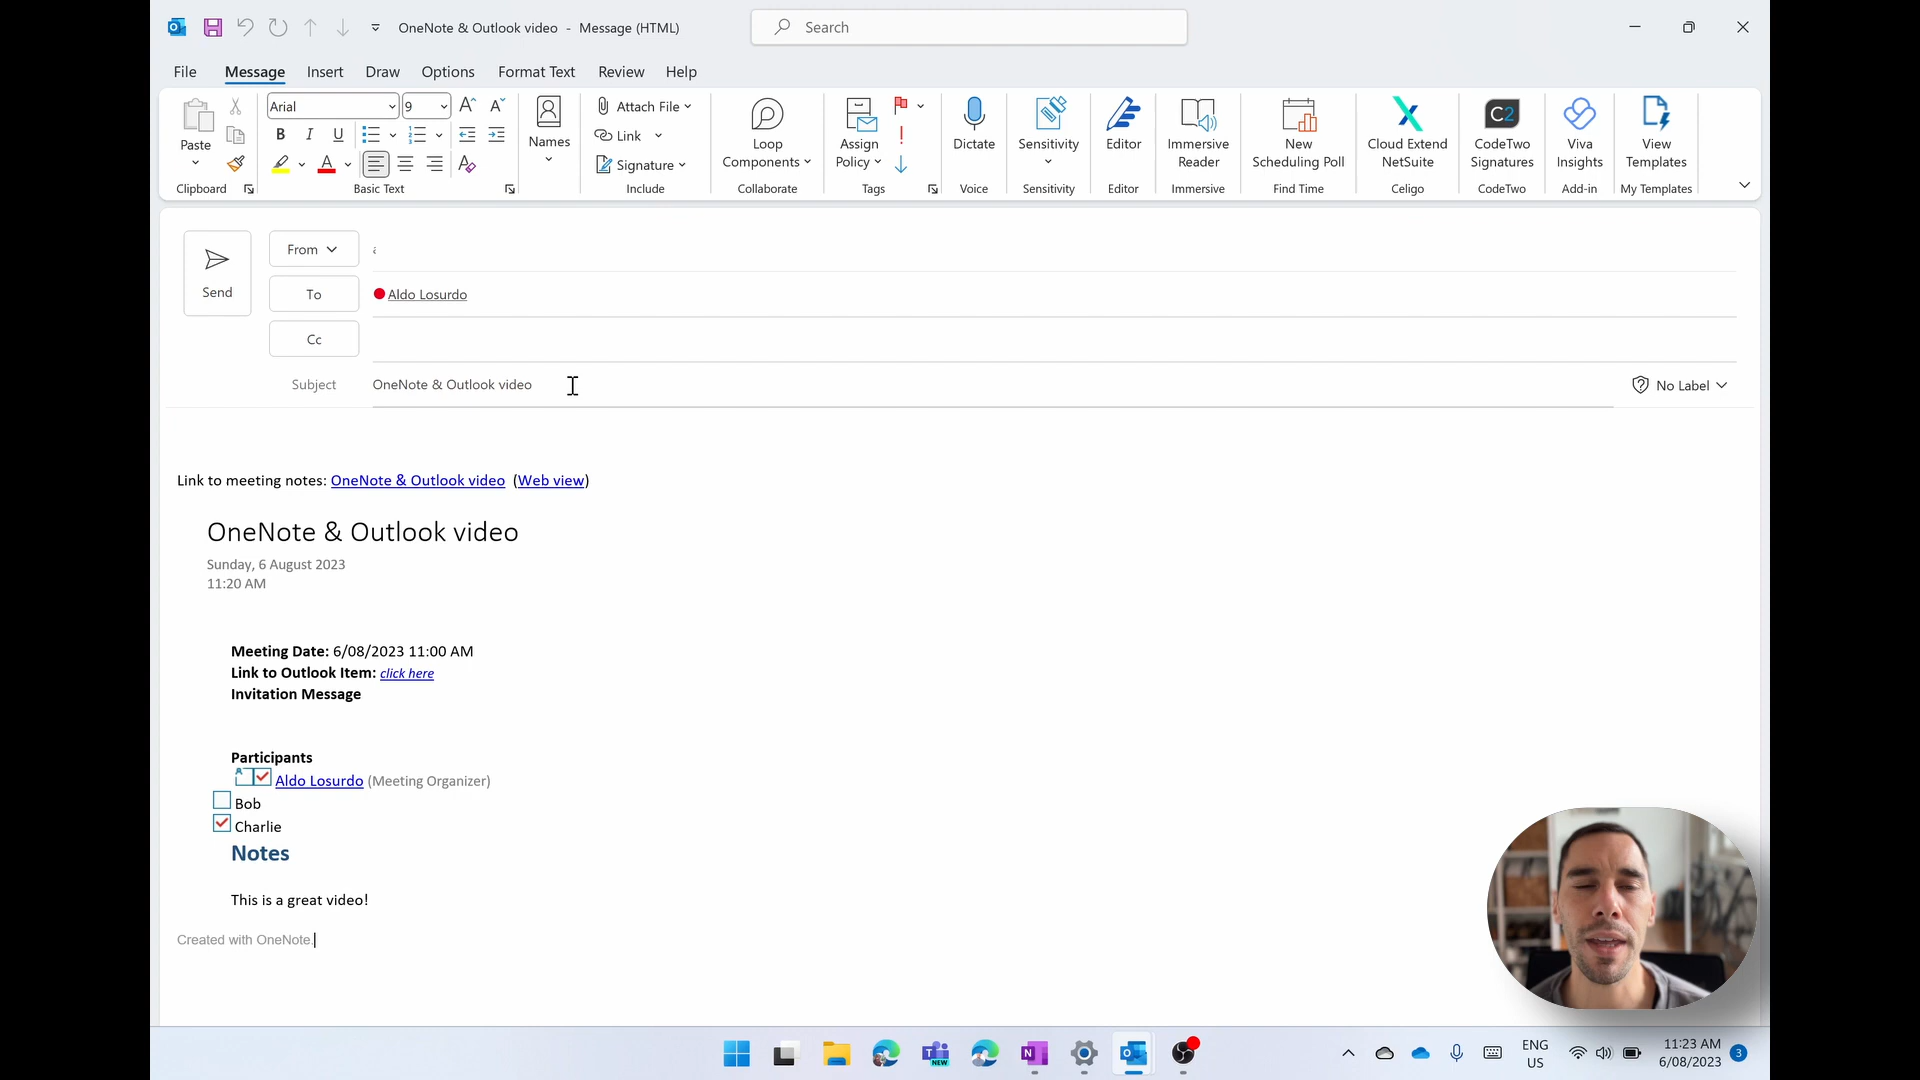 OneNote & Outlook video - Message (HTML)
Search
File Message Insert Draw Options Format Text Review Help
Paste
Clipboard
Arial 9
B I U
Basic Text
Names
Attach File
Link
Signature
Include
Loop Components
Collaborate
Assign Policy
Tags
Dictate
Voice
Sensitivity
Sensitivity
Editor
Editor
Immersive Reader
Immersive
New Scheduling Poll
Find Time
Cloud Extend NetSuite
Celigo
C2
CodeTwo Signatures
CodeTwo
Viva Insights
Add-in
View Templates
My Templates
Send
From
To Aldo Losurdo
Cc
Subject OneNote & Outlook video
No Label
Link to meeting notes: OneNote & Outlook video (Web view)
OneNote & Outlook video
Sunday, 6 August 2023
11:20 AM
Meeting Date: 6/08/2023 11:00 AM
Link to Outlook Item: click here
Invitation Message
Participants
Aldo Losurdo (Meeting Organizer)
Bob
Charlie
Notes
This is a great video!
Created with OneNote.
NEW
ENG
US
11:23 AM
6/08/2023
3